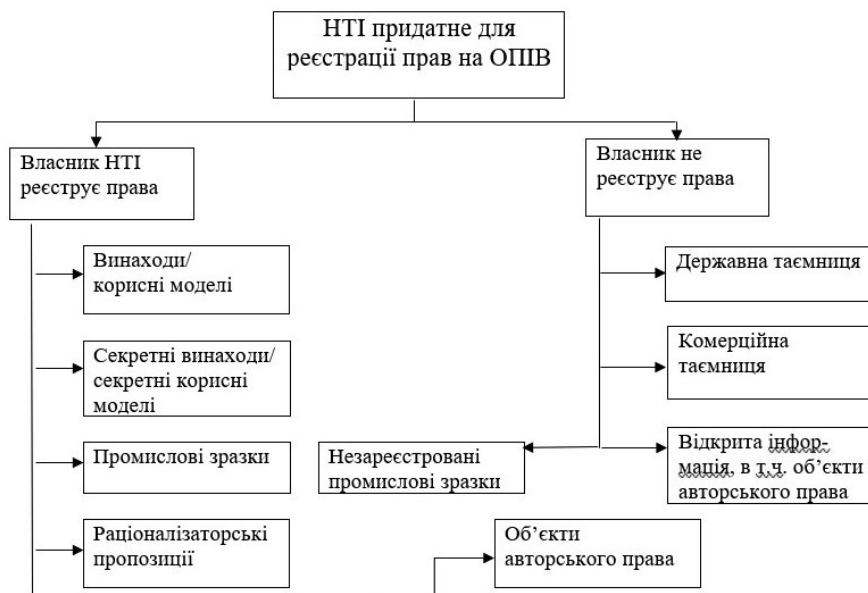 НТІ придатне для
реєстрації прав на ОПІВ
Власник НТІ
реєструє права
Власник не
реєструє права
Винаходи/
корисні моделі
Державна таємниця
Секретні винаходи/
секретні корисні
моделі
Комерційна
таємниця
Промислові зразки
Незареєстровані
промислові зразки
Відкрита інфор-
мація, в т.ч. об’єкти
авторського права
Раціоналізаторські
пропозиції
Об’єкти
авторського права